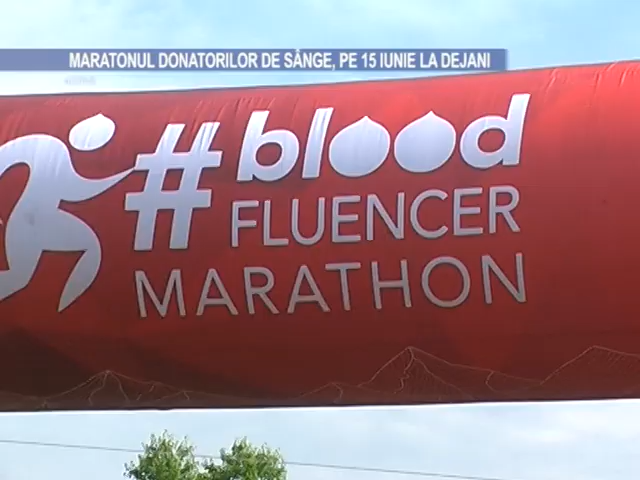 MARATONUL DONATORILOR DE SÂNGE, PE 15 IUNIE LA DEJANI
#blood
FLUENCER
MARATHON